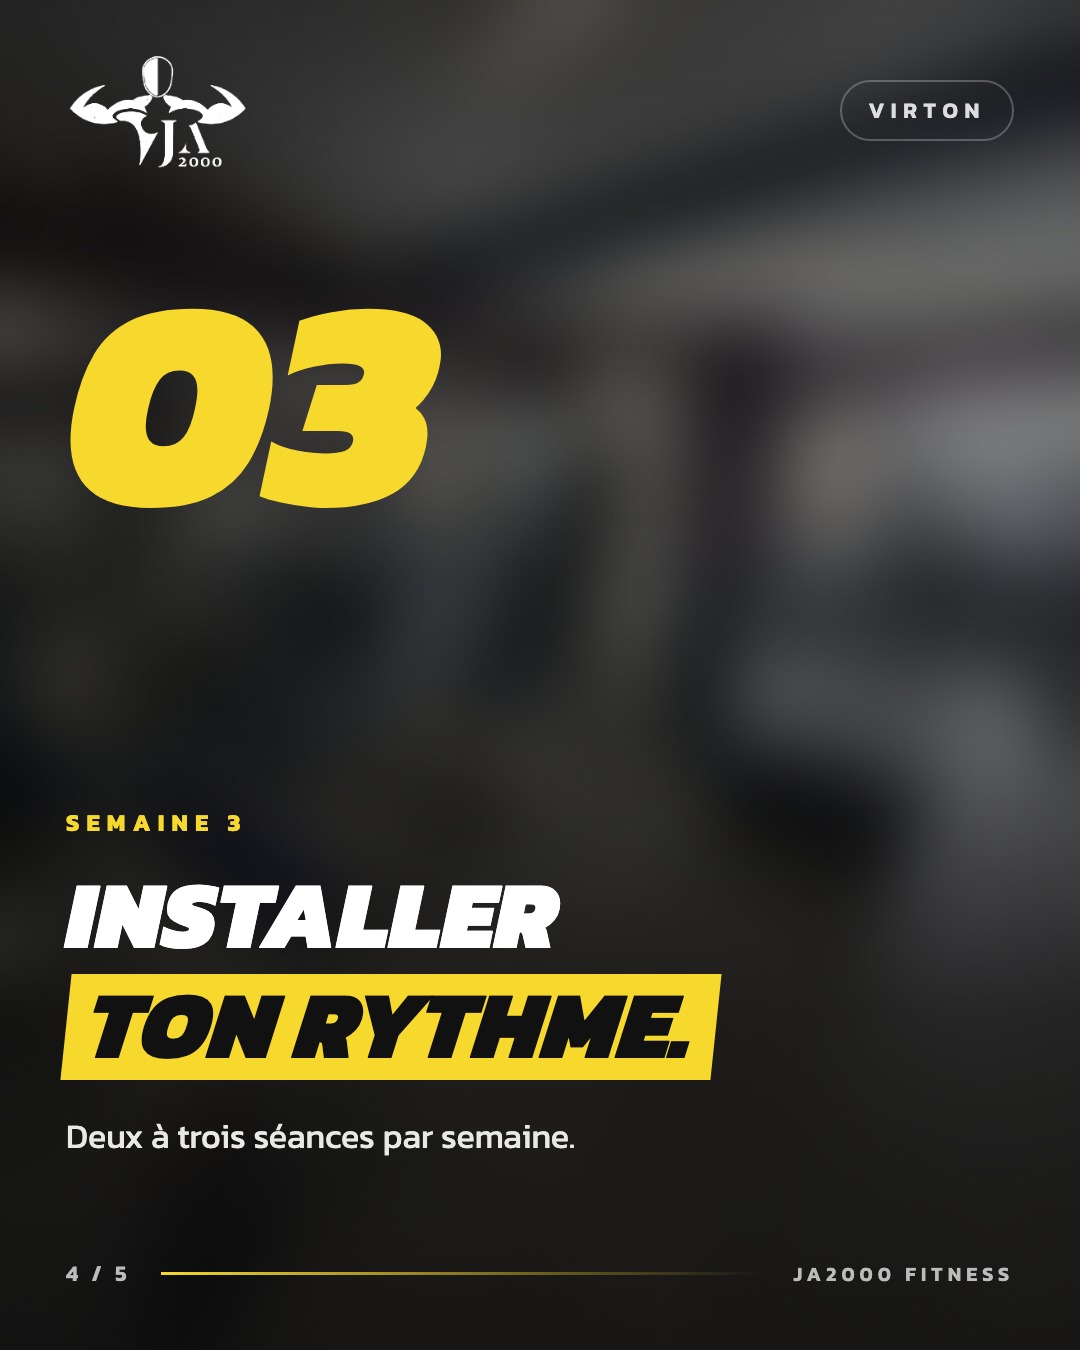 JA
2000
VIRTON
03
SEMAINE 3
INSTALLER
TON RYTHME.
Deux à trois séances par semaine.
4 / 5
JA2000 FITNESS